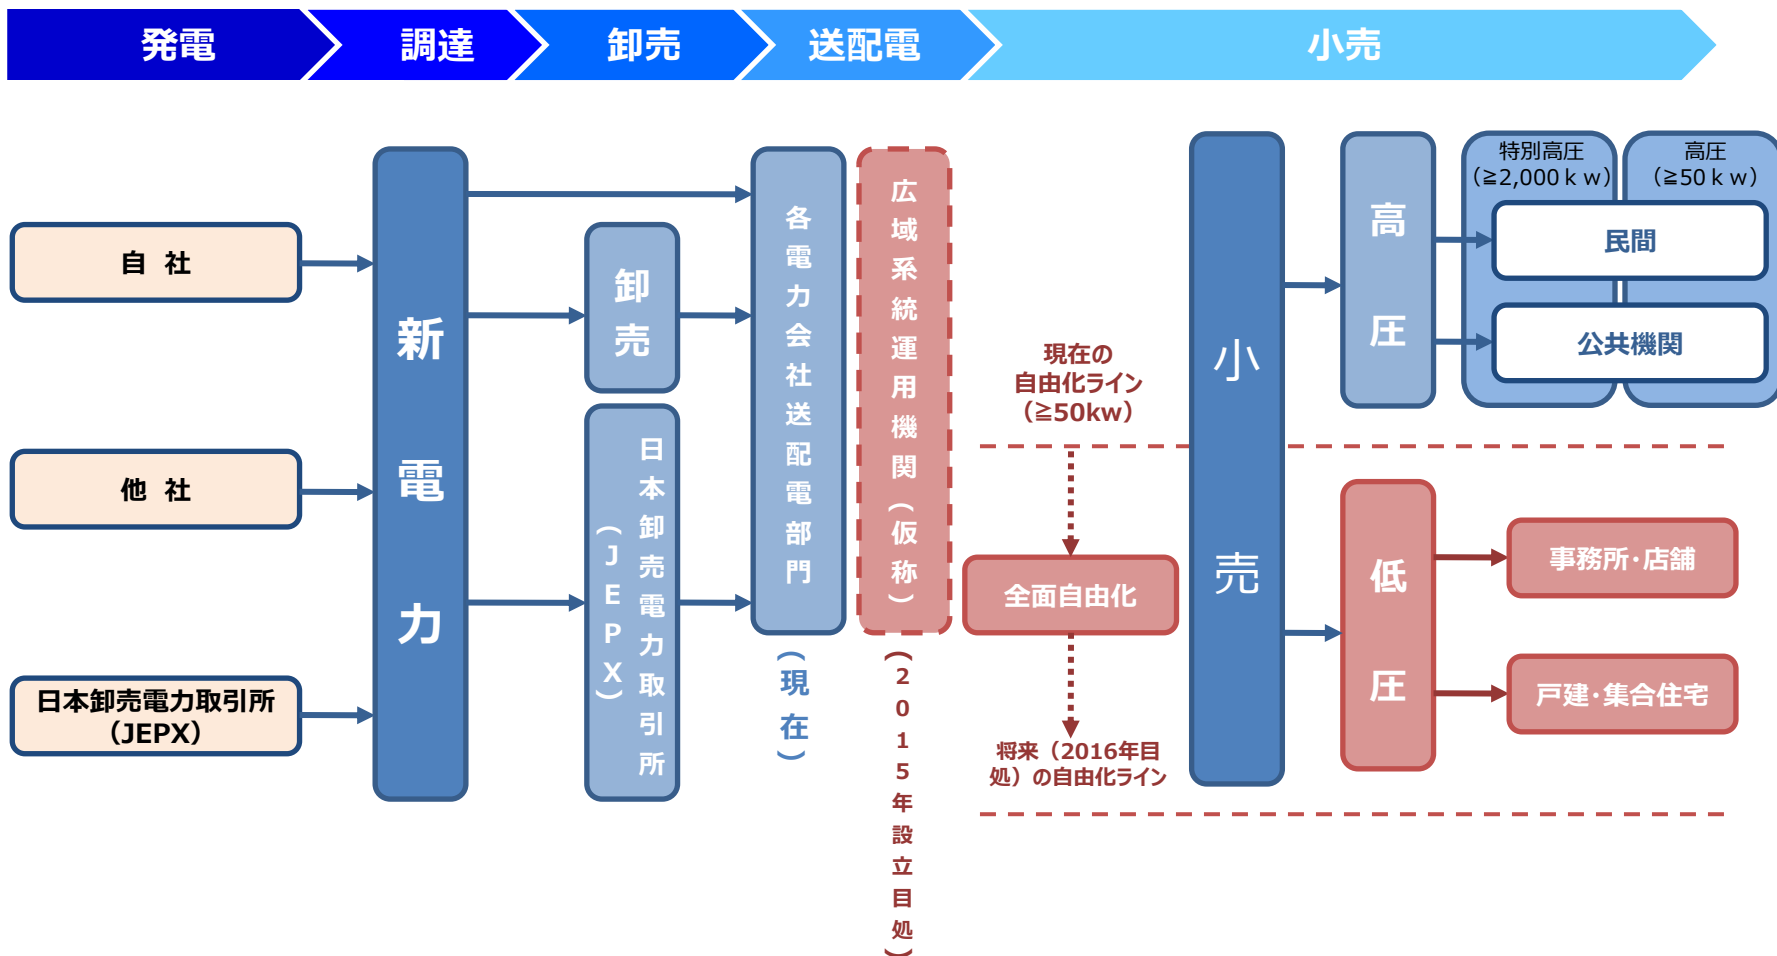 発電
調達
卸売
送配電
小売
自 社
他 社
日本卸売電力取引所
（JEPX）
新電力
卸売
日本卸売電力取引所
（JEPX）
各電力会社送配電部門
（現在）
広域系統運用機関（仮称）
（2015年設立目処）
現在の
自由化ライン
（≧50kw）
全面自由化
将来（2016年目
処）の自由化ライン
小売
高圧
特別高圧
（≧2,000ｋｗ）
高圧
（≧50ｋｗ）
民間
公共機関
低圧
事務所・店舗
戸建・集合住宅